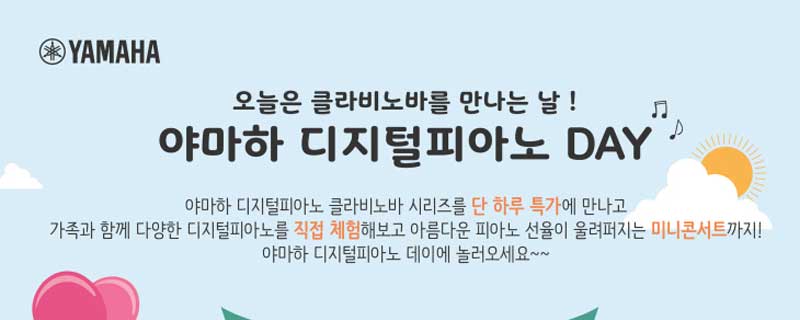 YAMAHA
오늘은 클라비노바를 만나는 날 !
야마하 디지털피아노 DAY
야마하 디지털피아노 클라비노바 시리즈를 단 하루 특가에 만나고
가족과 함께 다양한 디지털피아노를 직접 체험해보고 아름다운 피아노 선율이 울려퍼지는 미니콘서트까지!
야마하 디지털피아노 데이에 놀러오세요~~